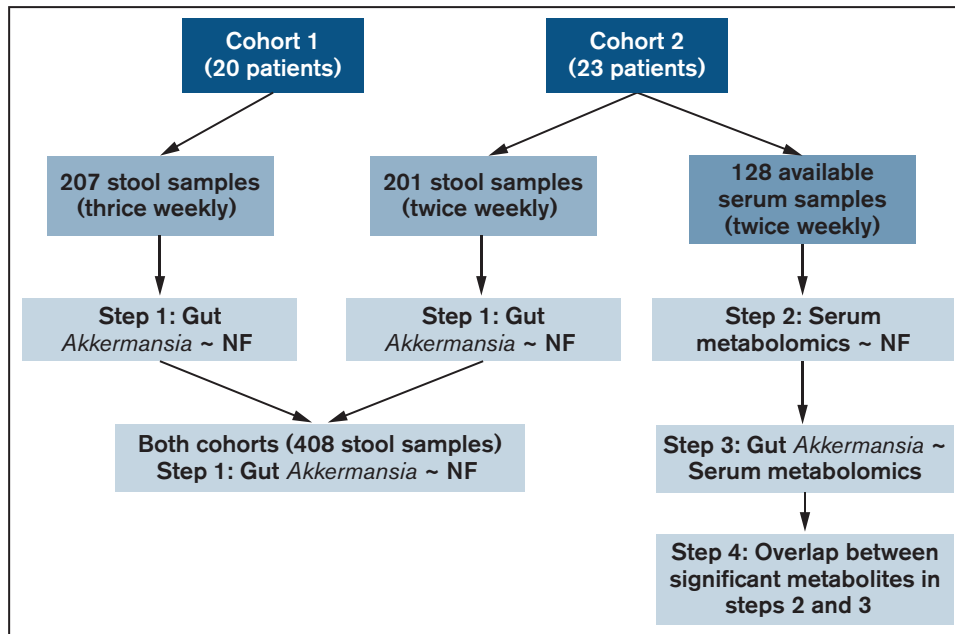 Cohort 1
(20 patients)
Cohort 2
(23 patients)
207 stool samples
(thrice weekly)
201 stool samples
(twice weekly)
128 available
serum samples
(twice weekly)
Step 1: Gut
Akkermansia ~ NF
Step 1: Gut
Akkermansia ~ NF
Step 2: Serum
metabolomics ~ NF
Both cohorts (408 stool samples)
Step 1: Gut Akkermansia ~ NF
Step 3: Gut Akkermansia ~
Serum metabolomics
Step 4: Overlap between
significant metabolites in
steps 2 and 3